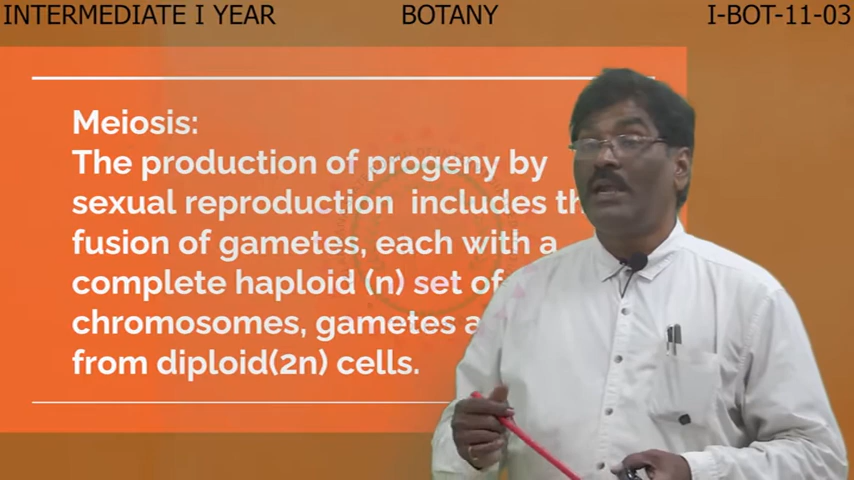 INTERMEDIATE I YEAR BOTANY I-BOT-11-03
Meiosis:
The production of progeny by
sexual reproduction includes
fusion of gametes, each with a
complete haploid (n) set of
chromosomes, gametes
from diploid(2n) cells.